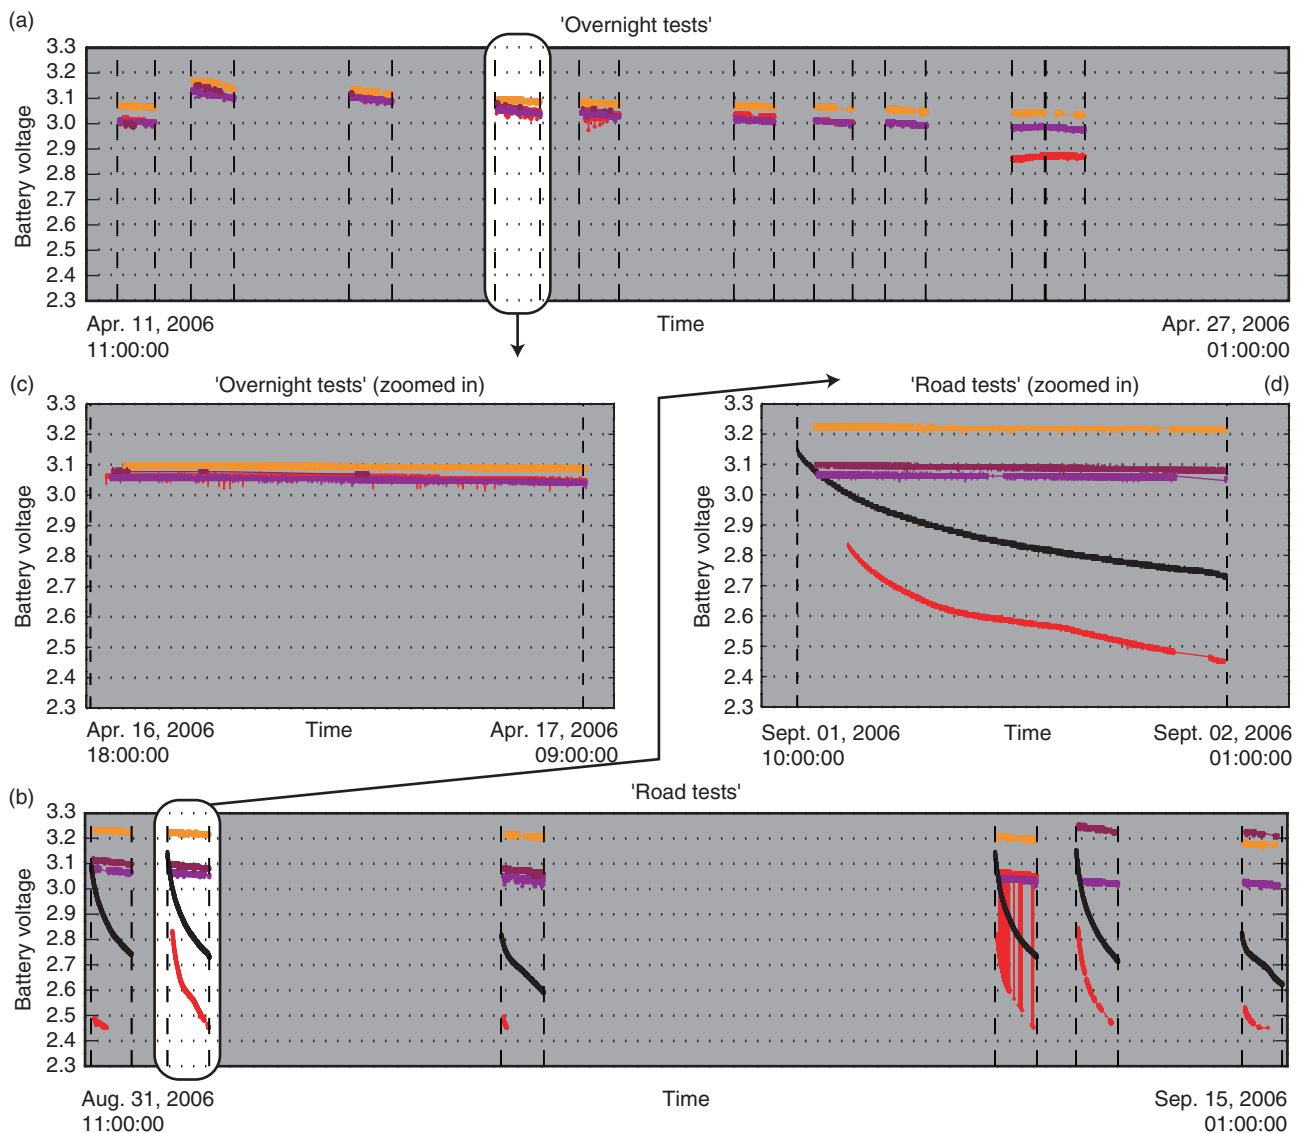 (a)
'Overnight tests'
3.3
3.2
3.1
3.0
2.9
2.8
2.7
2.6
2.5
2.4
2.3
Battery voltage
Apr. 11, 2006
11:00:00
Time
Apr. 27, 2006
01:00:00
(c)
'Overnight tests' (zoomed in)
3.3
3.2
3.1
3.0
2.9
2.8
2.7
2.6
2.5
2.4
2.3
Battery voltage
Apr. 16, 2006
18:00:00
Time
Apr. 17, 2006
09:00:00
'Road tests' (zoomed in)
(d)
3.3
3.2
3.1
3.0
2.9
2.8
2.7
2.6
2.5
2.4
2.3
Battery voltage
Sept. 01, 2006
10:00:00
Time
Sept. 02, 2006
01:00:00
(b)
'Road tests'
3.3
3.2
3.1
3.0
2.9
2.8
2.7
2.6
2.5
2.4
2.3
Battery voltage
Aug. 31, 2006
11:00:00
Time
Sep. 15, 2006
01:00:00